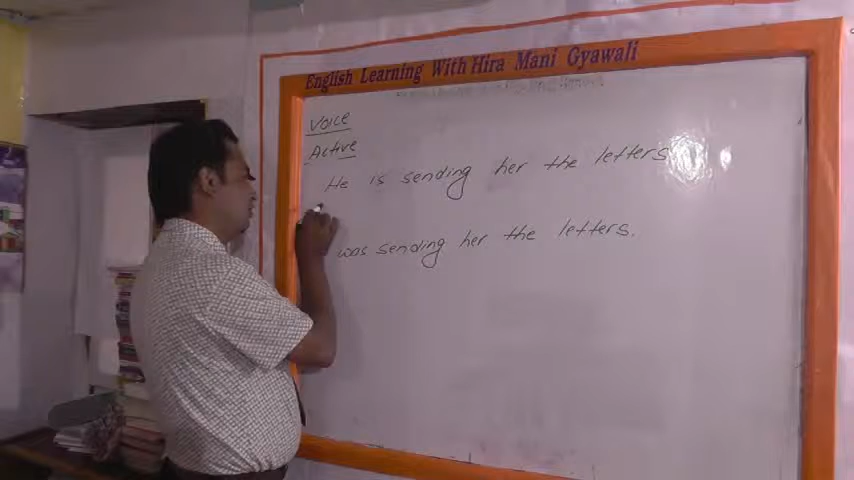 English Learning With Hira Mani Gyawali
Voice
Active
He is sending her the letters
was sending her the letters.